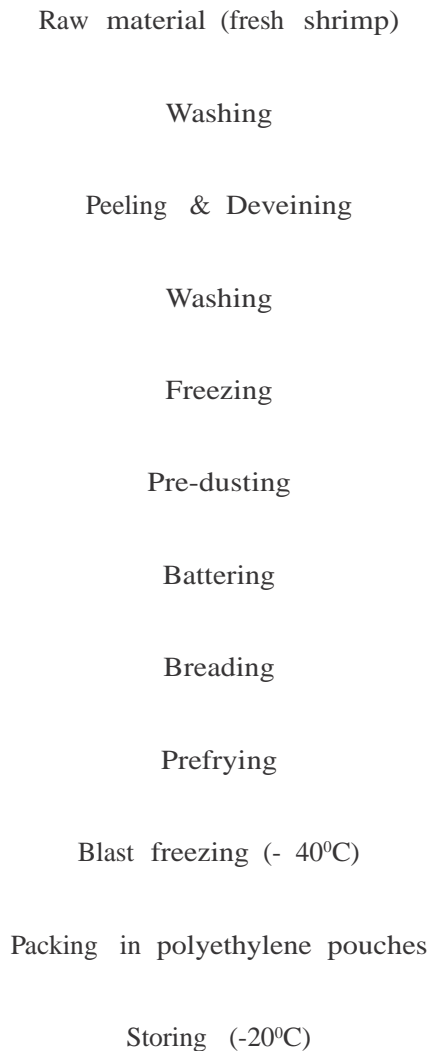 Raw material (fresh shrimp)
Washing
Peeling & Deveining
Washing
Freezing
Pre-dusting
Battering
Breading
Prefrying
Blast freezing (- 40⁰C)
Packing in polyethylene pouches
Storing (-20⁰C)